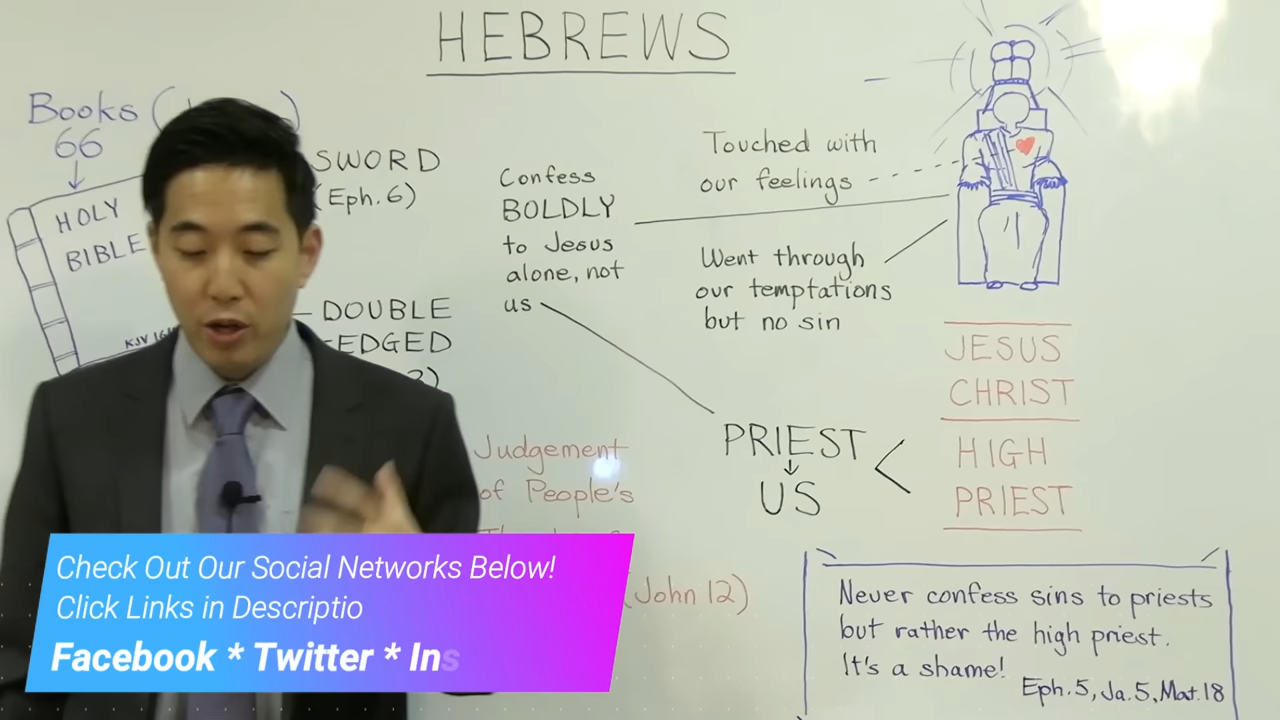 HEBREWS
Books (
66
HOLY
BIBLE
SWORD
(Eph. 6)
DOUBLE
EDGED
Judgement
of People's
(John 12)
Confess
BOLDLY
to Jesus
alone, not
us
Touched with
our feelings
Went through
our temptations
but no sin
PRIEST
US
JESUS
CHRIST
HIGH
PRIEST
Never confess sins to priests
but rather the high priest.
It's a shame!
Eph. 5, Ja. 5, Mat. 18
Check Out Our Social Networks Below!
Click Links in Descriptio
Facebook * Twitter * Ins